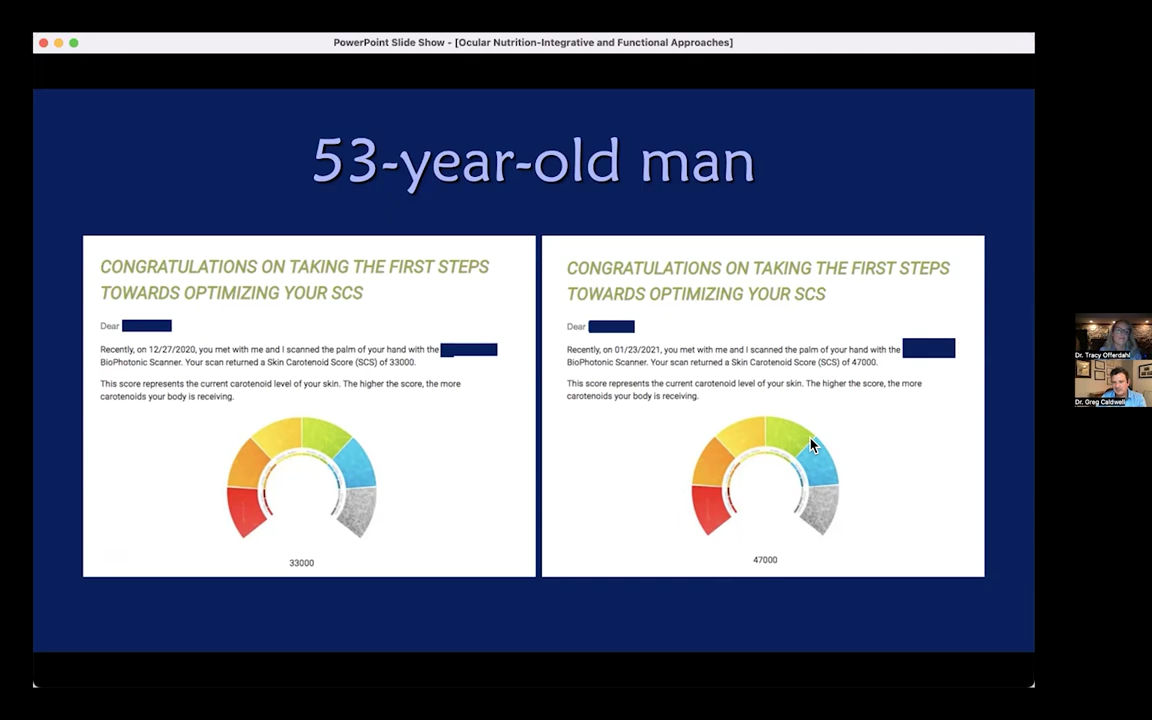 PowerPoint Slide Show - [Ocular Nutrition-Integrative and Functional Approaches]
53-year-old man
CONGRATULATIONS ON TAKING THE FIRST STEPS
TOWARDS OPTIMIZING YOUR SCS
Dear
Recently, on 12/27/2020, you met with me and I scanned the palm of your hand with the
BioPhotonic Scanner. Your scan returned a Skin Carotenoid Score (SCS) of 33000.
This score represents the current carotenoid level of your skin. The higher the score, the more
carotenoids your body is receiving.
33000
CONGRATULATIONS ON TAKING THE FIRST STEPS
TOWARDS OPTIMIZING YOUR SCS
Dear
Recently, on 01/23/2021, you met with me and I scanned the palm of your hand with the
BioPhotonic Scanner. Your scan returned a Skin Carotenoid Score (SCS) of 47000.
This score represents the current carotenoid level of your skin. The higher the score, the more
carotenoids your body is receiving.
47000
Dr. Tracy Offerdahl
Dr. Greg Caldwell